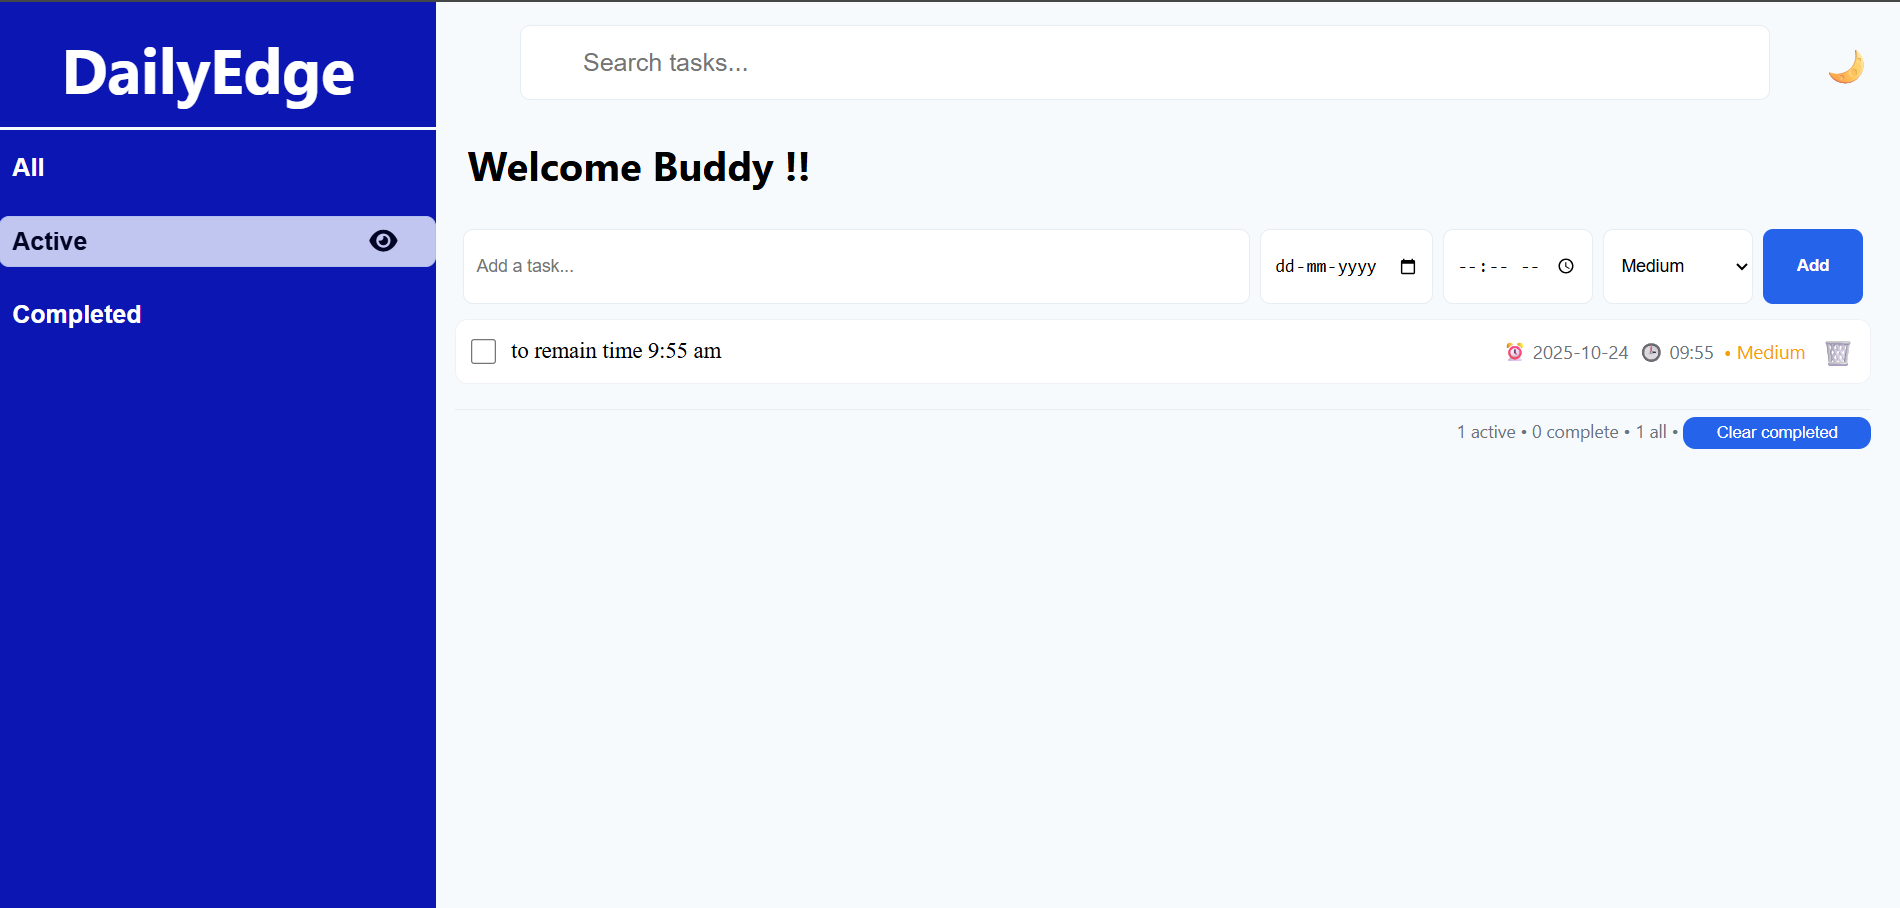 DailyEdge
All
Active
Completed
Search tasks...
Welcome Buddy !!
Add a task...
dd-mm-yyyy
--:-- --
Medium
Add
to remain time 9:55 am
2025-10-24 09:55 • Medium
1 active • 0 complete • 1 all • Clear completed